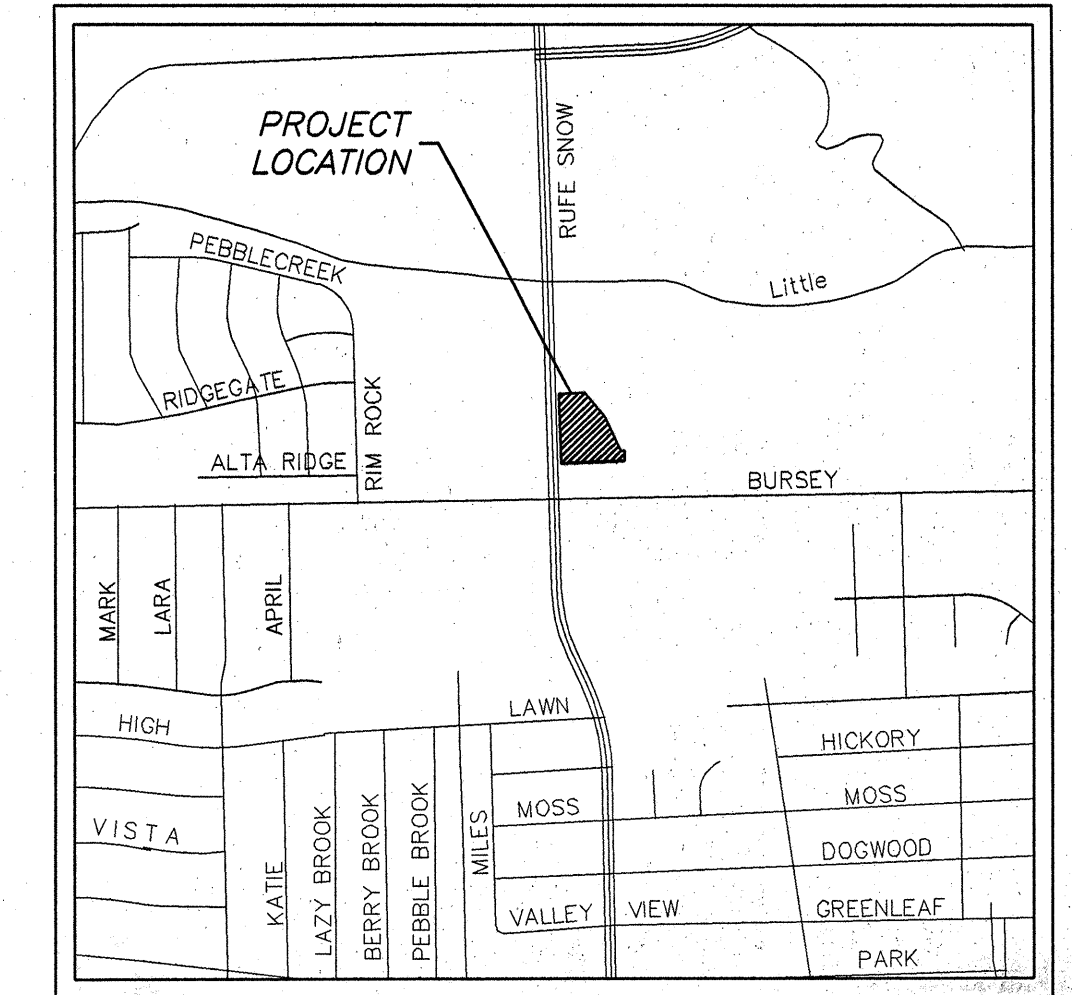 PROJECT
LOCATION
RUFE SNOW
PEBBLECREEK
Little
RIDGEGATE
RIM ROCK
ALTA RIDGE
BURSEY
MARK
LARA
APRIL
LAWN
HIGH
HICKORY
MOSS
MOSS
VISTA
DOGWOOD
KATIE
LAZY BROOK
BERRY BROOK
PEBBLE BROOK
MILES
VALLEY VIEW
GREENLEAF
PARK